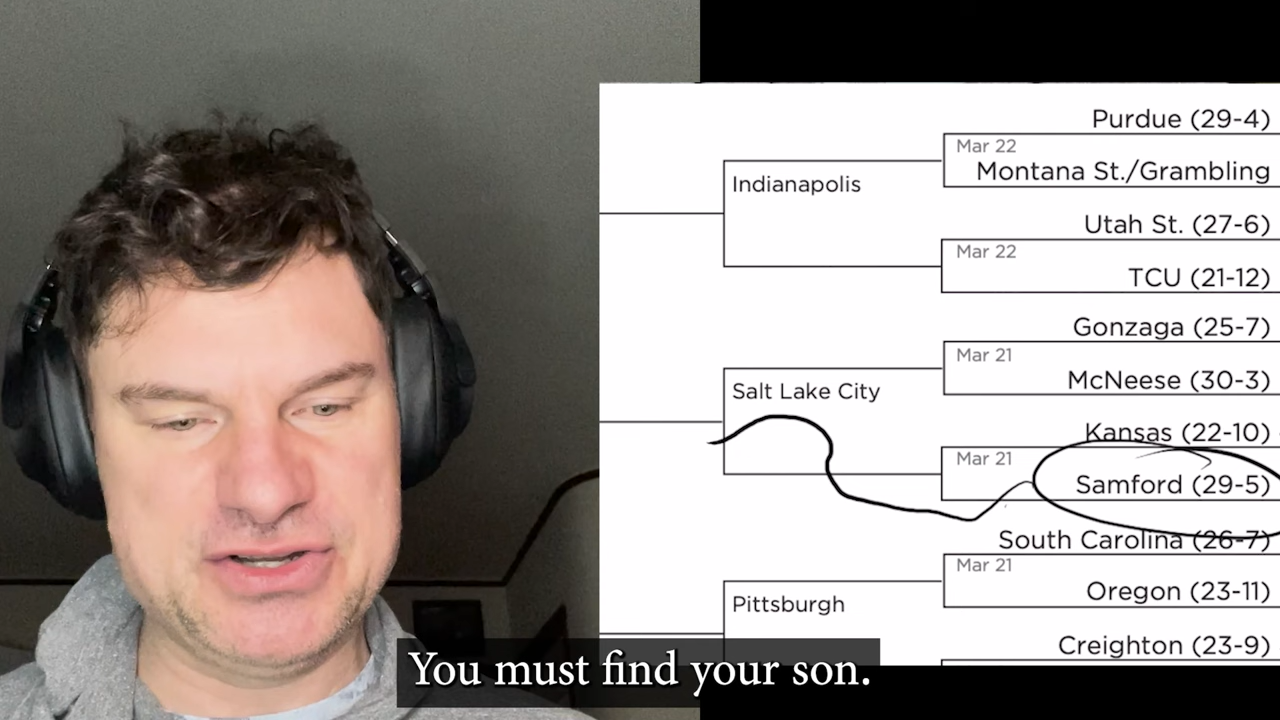 Purdue (29-4)
Mar 22
Montana St./Grambling
Indianapolis
Utah St. (27-6)
Mar 22
TCU (21-12)
Gonzaga (25-7)
Mar 21
McNeese (30-3)
Salt Lake City
Kansas (22-10)
Mar 21
Samford (29-5)
South Carolina (26-7)
Mar 21
Oregon (23-11)
Pittsburgh
Creighton (23-9)
You must find your son.